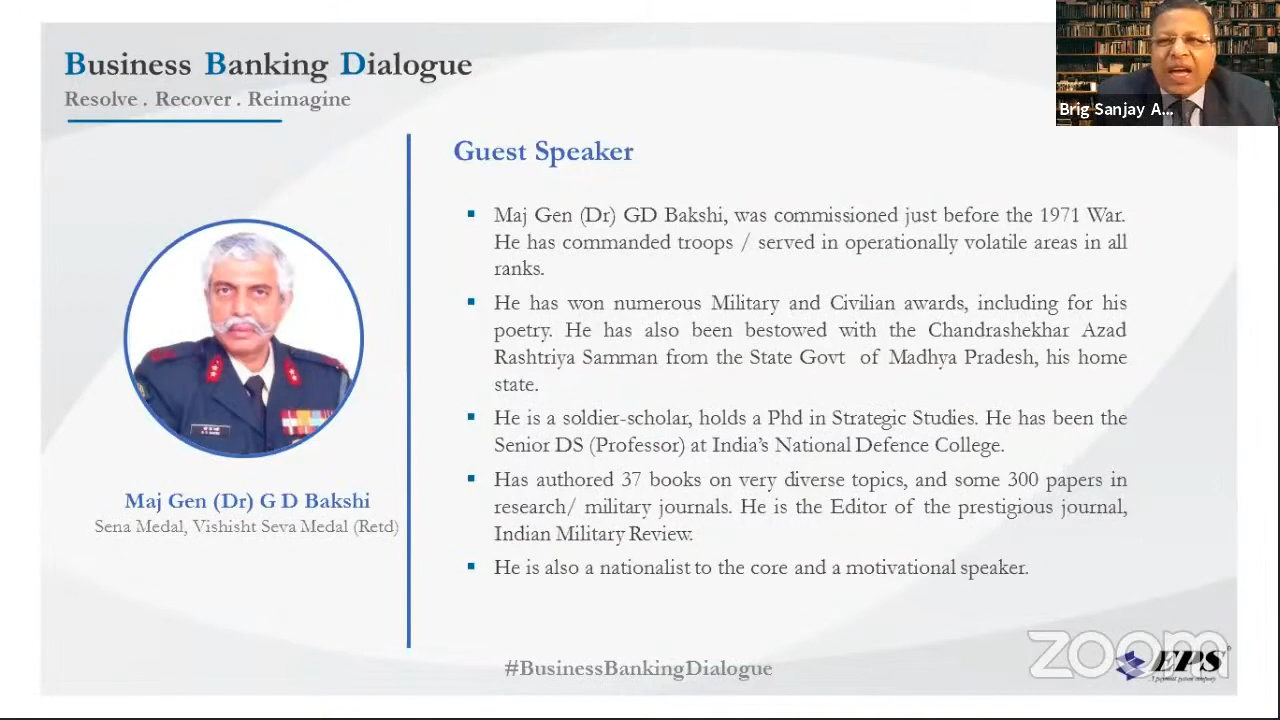 Business Banking Dialogue
Resolve . Recover . Reimagine
Brig Sanjay A...
Guest Speaker
Maj Gen (Dr) GD Bakshi, was commissioned just before the 1971 War.
He has commanded troops / served in operationally volatile areas in all
ranks.
He has won numerous Military and Civilian awards, including for his
poetry. He has also been bestowed with the Chandrashekhar Azad
Rashtriya Samman from the State Govt of Madhya Pradesh, his home
state.
He is a soldier-scholar, holds a Phd in Strategic Studies. He has been the
Senior DS (Professor) at India's National Defence College.
Has authored 37 books on very diverse topics, and some 300 papers in
research/ military journals. He is the Editor of the prestigious journal,
Indian Military Review.
He is also a nationalist to the core and a motivational speaker.
Maj Gen (Dr) G D Bakshi
Sena Medal, Vishisht Seva Medal (Retd)
#BusinessBankingDialogue
zoom
EPS